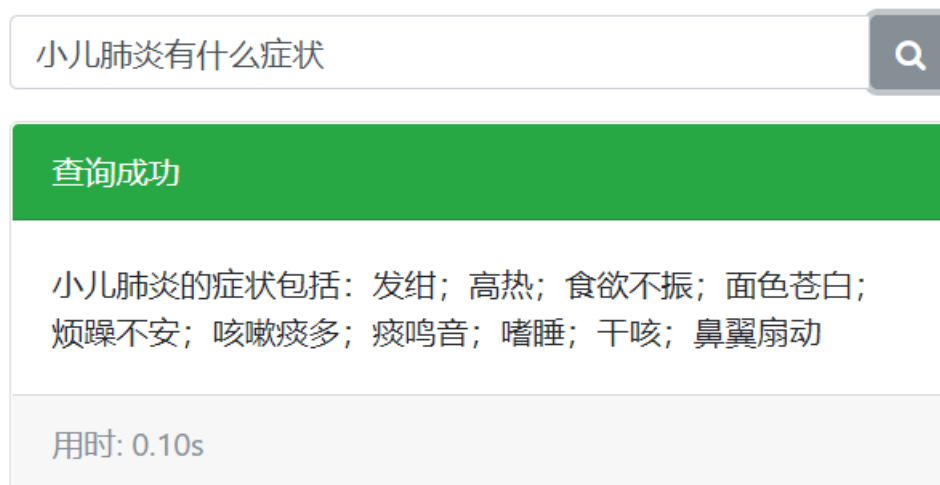 小儿肺炎有什么症状
查询成功
小儿肺炎的症状包括：发绀；高热；食欲不振；面色苍白；
烦躁不安；咳嗽痰多；痰鸣音；嗜睡；干咳；鼻翼扇动
用时: 0.10s